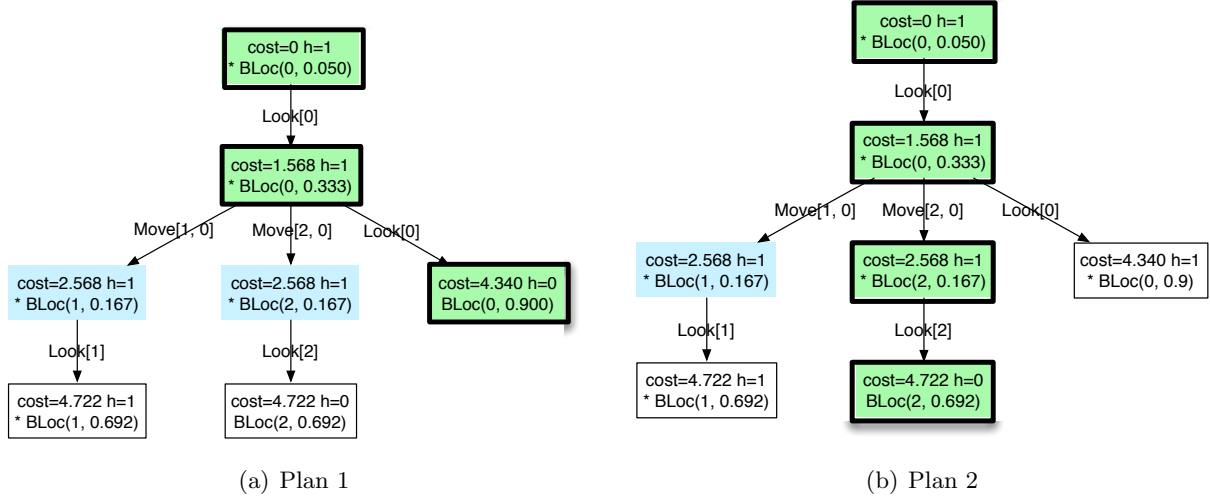 cost=0 h=1
* BLoc(0, 0.050)
Look[0]
cost=1.568 h=1
* BLoc(0, 0.333)
Move[1, 0]
Move[2, 0]
Look[0]
cost=2.568 h=1
* BLoc(1, 0.167)
cost=2.568 h=1
* BLoc(2, 0.167)
cost=4.340 h=0
BLoc(0, 0.900)
Look[1]
Look[2]
cost=4.722 h=1
* BLoc(1, 0.692)
cost=4.722 h=0
BLoc(2, 0.692)
(a) Plan 1
cost=0 h=1
* BLoc(0, 0.050)
Look[0]
cost=1.568 h=1
* BLoc(0, 0.333)
Move[1, 0]
Move[2, 0]
Look[0]
cost=2.568 h=1
* BLoc(1, 0.167)
cost=2.568 h=1
* BLoc(2, 0.167)
cost=4.340 h=1
* BLoc(0, 0.9)
Look[1]
Look[2]
cost=4.722 h=1
* BLoc(1, 0.692)
cost=4.722 h=0
BLoc(2, 0.692)
(b) Plan 2